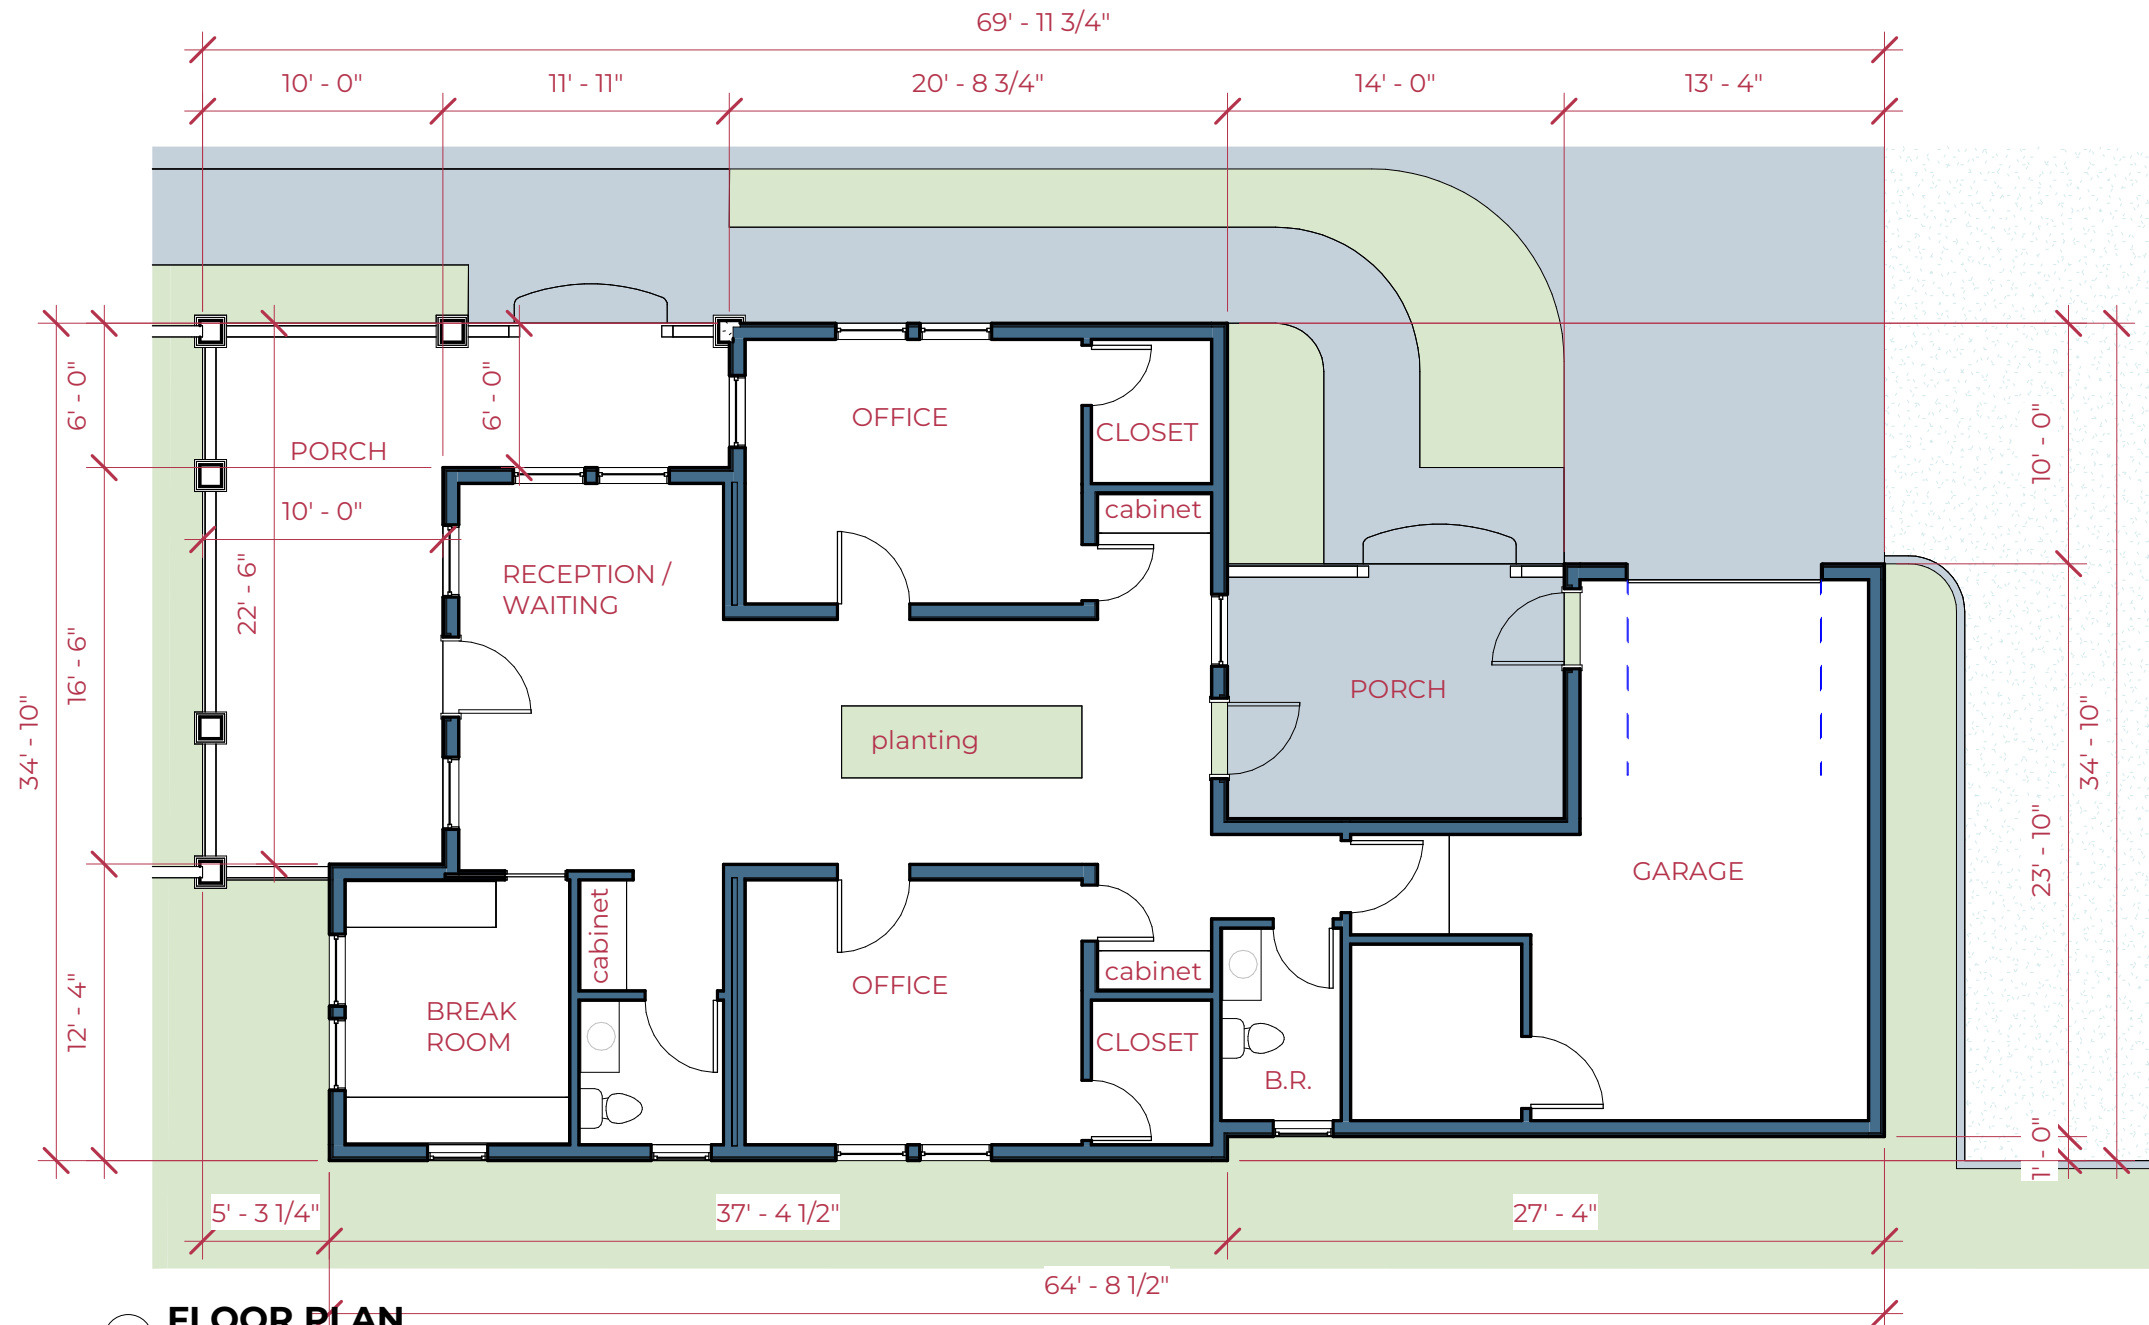 69' - 11 3/4"
10' - 0"
11' - 11"
20' - 8 3/4"
14' - 0"
13' - 4"
6' - 0"
6' - 0"
PORCH
10' - 0"
22' - 6"
16' - 6"
34' - 10"
12' - 4"
OFFICE
CLOSET
cabinet
RECEPTION /
WAITING
planting
PORCH
GARAGE
10' - 0"
34' - 10"
23' - 10"
1' - 0"
cabinet
BREAK
ROOM
OFFICE
cabinet
CLOSET
B.R.
5' - 3 1/4"
37' - 4 1/2"
27' - 4"
64' - 8 1/2"
FLOOR PLAN